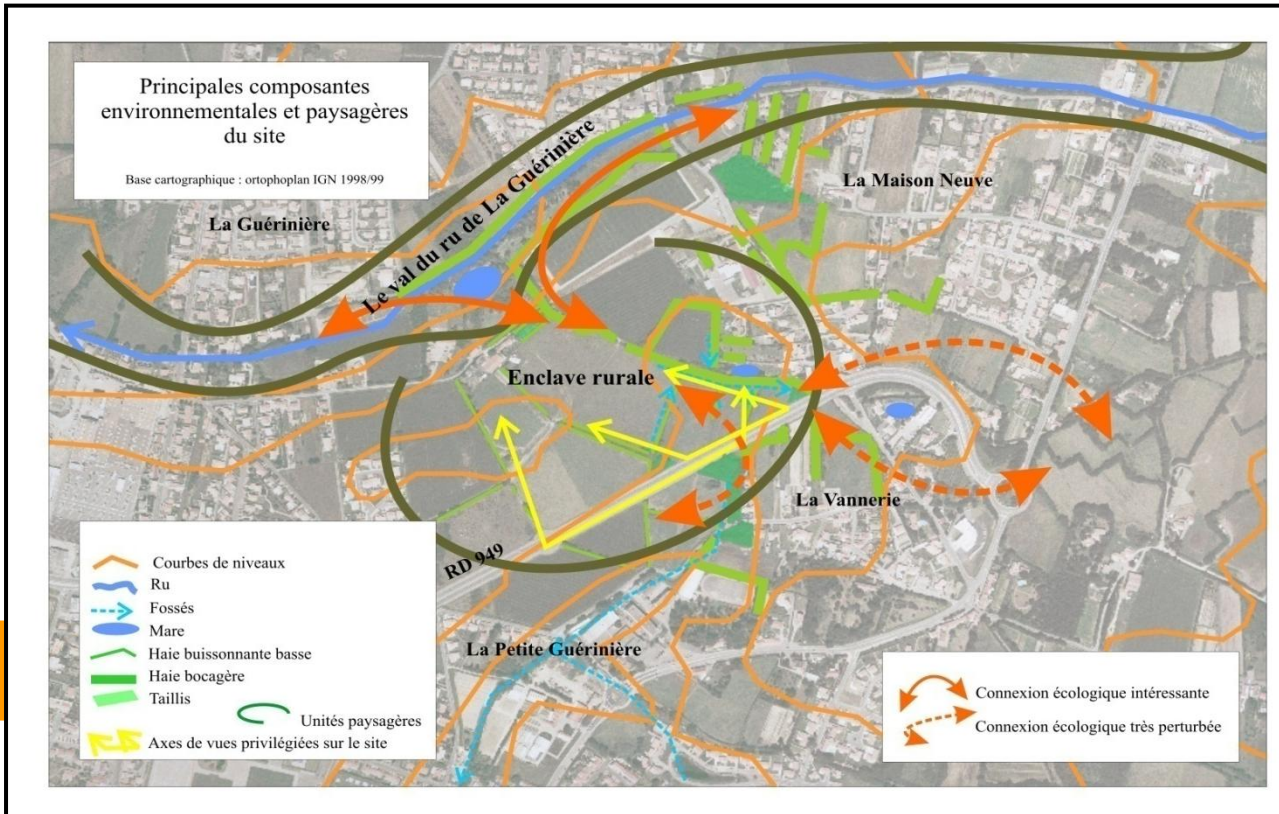 Principales composantes
environnementales et paysagères
du site
Base cartographique : ortophoplan IGN 1998/99
La Guérinière
Le val du ru de La Guérinière
La Maison Neuve
Enclave rurale
La Vannerie
RD 949
La Petite Guérinière
Courbes de niveaux
Ru
Fossés
Mare
Haie buissonnante basse
Haie bocagère
Taillis
Unités paysagères
Axes de vues privilégiées sur le site
Connexion écologique intéressante
Connexion écologique très perturbée